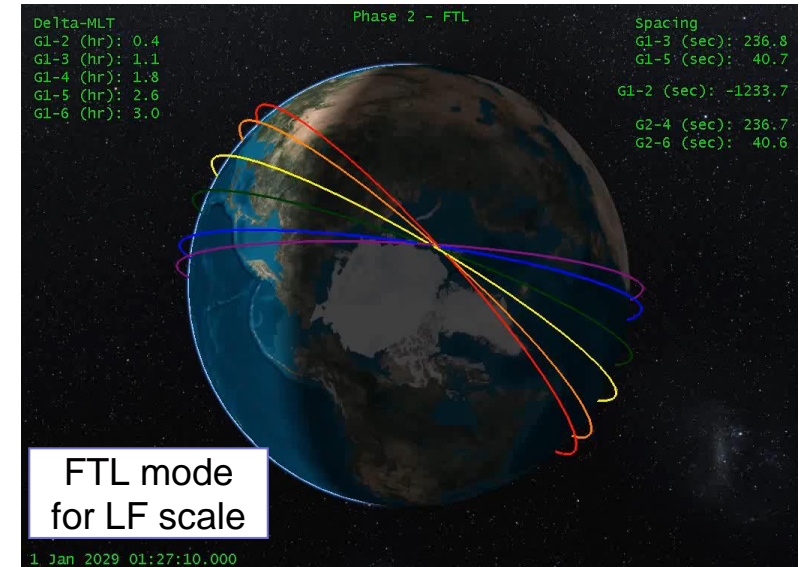 Phase 2 - FTL
Delta-MLT
G1-2 (hr): 0.4
G1-3 (hr): 1.1
G1-4 (hr): 1.8
G1-5 (hr): 2.6
G1-6 (hr): 3.0
Spacing
G1-3 (sec): 236.8
G1-5 (sec): 40.7
G1-2 (sec): -1233.7
G2-4 (sec): 236.7
G2-6 (sec): 40.6
FTL mode
for LF scale
1 Jan 2029 01:27:10.000